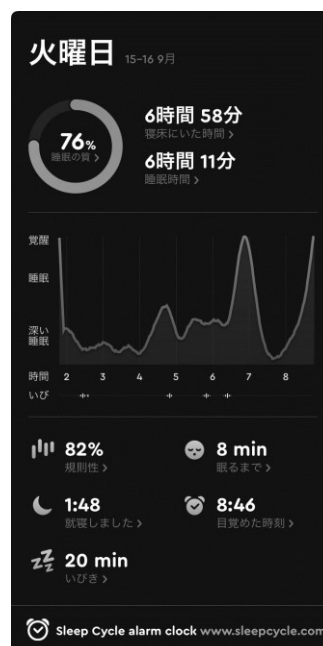 火曜日 15-16 9月
76%
睡眠の質 >
6時間 58分
寝床にいた時間 >
6時間 11分
睡眠時間 >
覚醒
睡眠
深い
睡眠
時間 2 3 4 5 6 7 8
いび
82%
規則性 >
8 min
眠るまで >
1:48
就寝しました >
8:46
目覚めた時刻 >
20 min
いびき >
Sleep Cycle alarm clock www.sleepcycle.com